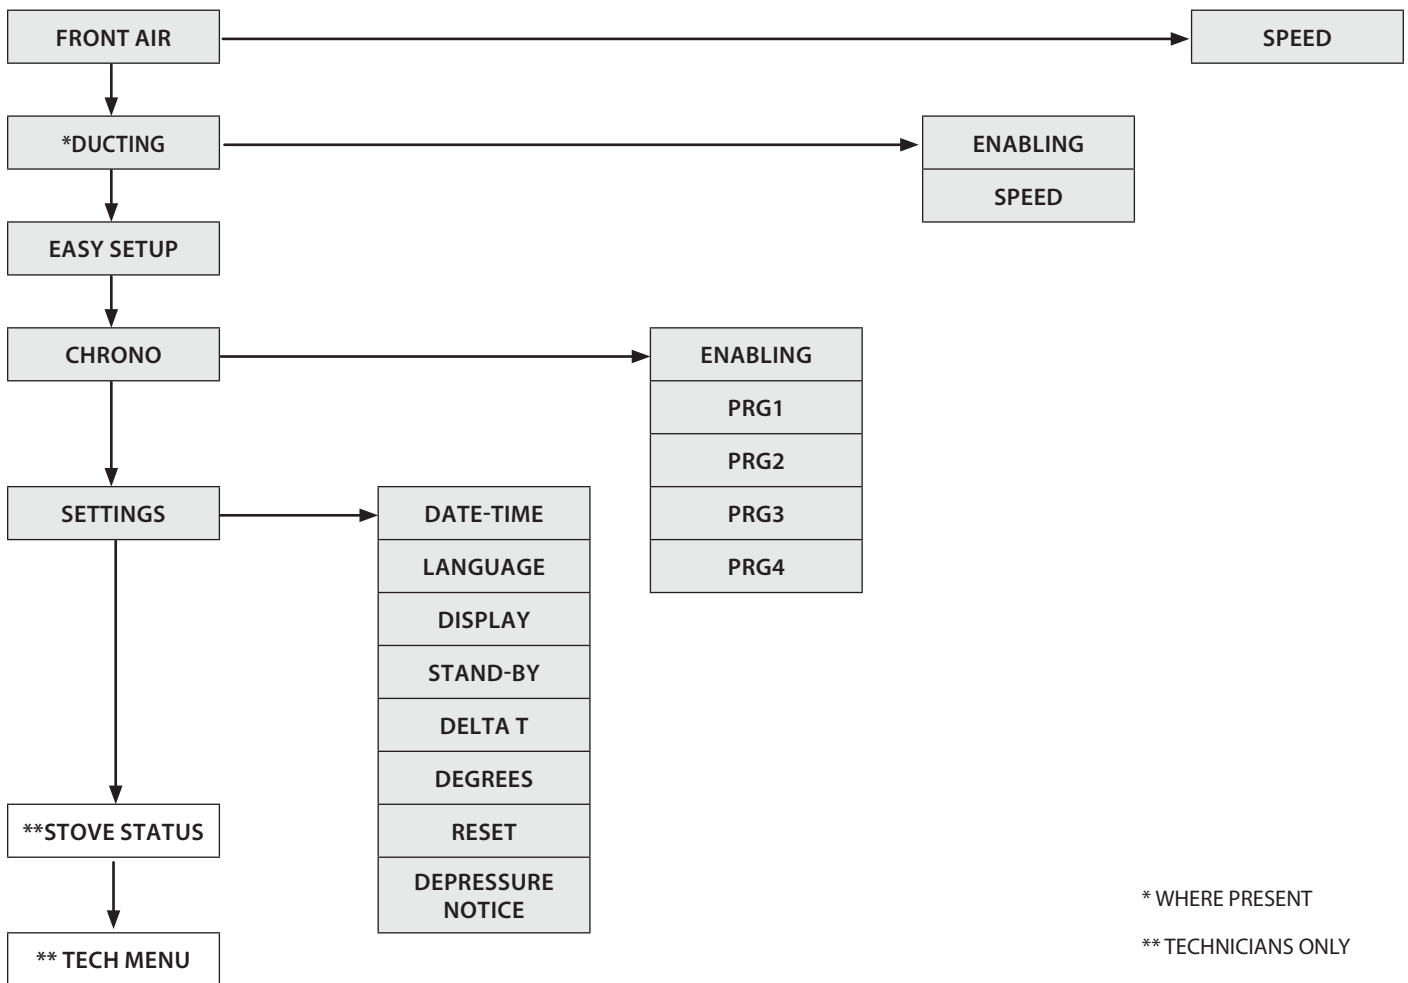 FRONT AIR
SPEED
*DUCTING
ENABLING
SPEED
EASY SETUP
CHRONO
ENABLING
PRG1
PRG2
PRG3
PRG4
SETTINGS
DATE-TIME
LANGUAGE
DISPLAY
STAND-BY
DELTA T
DEGREES
RESET
DEPRESSURE
NOTICE
**STOVE STATUS
** TECH MENU
* WHERE PRESENT
** TECHNICIANS ONLY